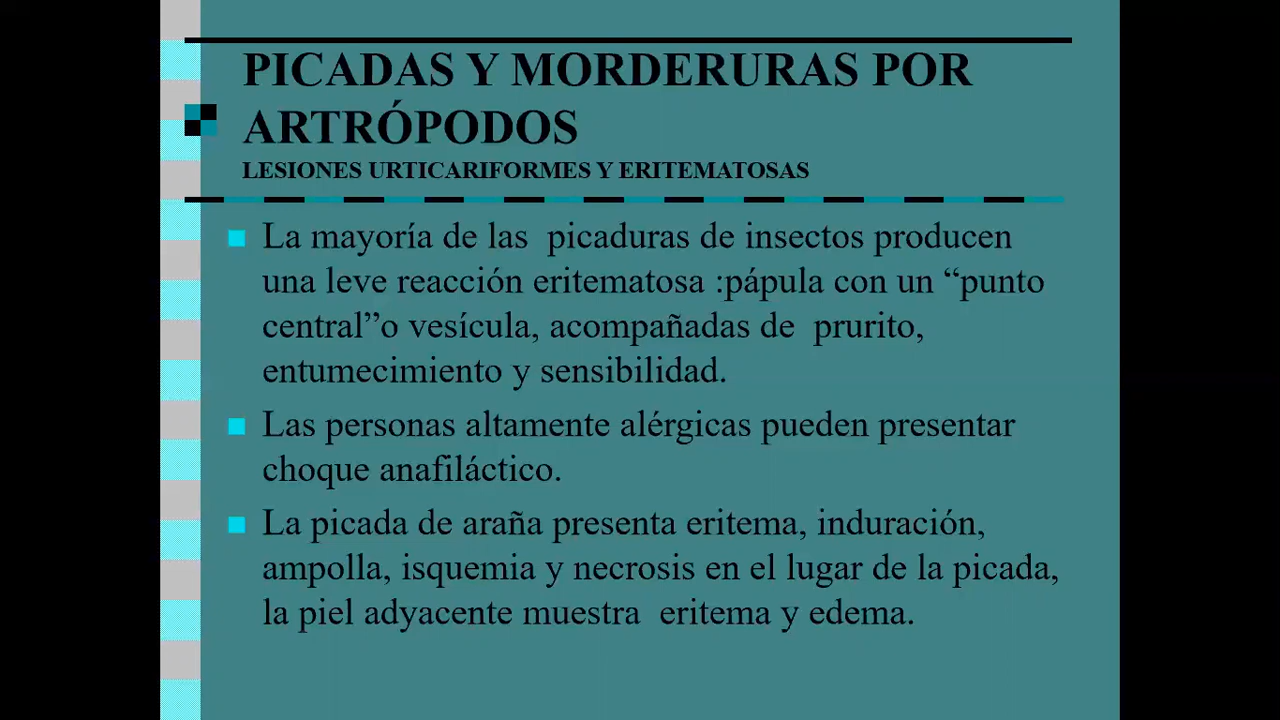 PICADAS Y MORDERURAS POR
ARTRÓPODOS
LESIONES URTICARIFORMES Y ERITEMATOSAS
La mayoría de las picaduras de insectos producen
una leve reacción eritematosa :pápula con un “punto
central”o vesícula, acompañadas de prurito,
entumecimiento y sensibilidad.
Las personas altamente alérgicas pueden presentar
choque anafiláctico.
La picada de araña presenta eritema, induración,
ampolla, isquemia y necrosis en el lugar de la picada,
la piel adyacente muestra eritema y edema.